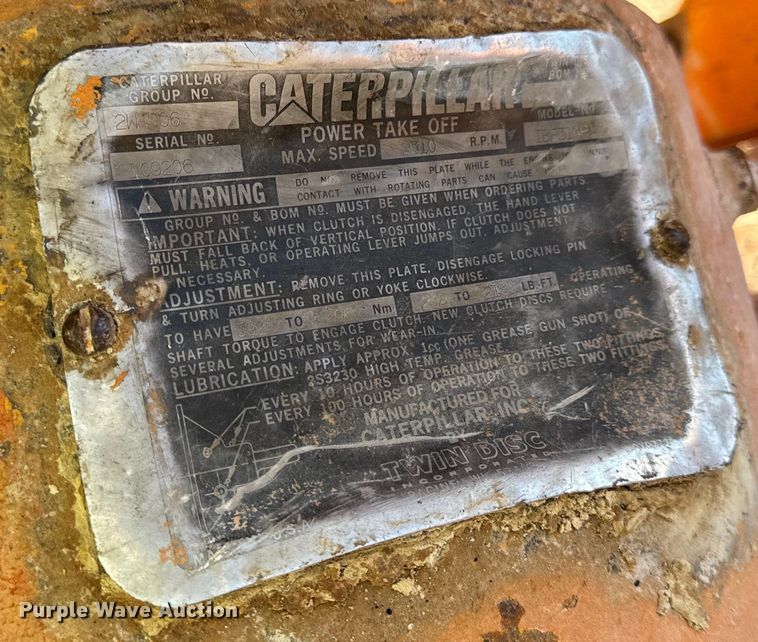 CATERPILLAR
GROUP No.
CATERPILLAR
BOM
SERIAL No.
POWER TAKE OFF
MODEL No.
MAX. SPEED R.P.M.
WARNING
DO REMOVE THIS PLATE WHILE THE ENGINE
CONTACT WITH ROTATING PARTS CAN CAUSE
GROUP No. & BOM No. MUST BE GIVEN WHEN ORDERING PARTS.
IMPORTANT: WHEN CLUTCH IS DISENGAGED, THE HAND LEVER
MUST FALL BACK OF VERTICAL POSITION. IF CLUTCH DOES NOT
PULL, HEATS, OR OPERATING LEVER JUMPS OUT, ADJUSTMENT
NECESSARY.
ADJUSTMENT: REMOVE THIS PLATE, DISENGAGE LOCKING PIN
& TURN ADJUSTING RING OR YOKE CLOCKWISE.
TO HAVE TO Nm TO LB.FT. OPERATING
SHAFT TORQUE TO ENGAGE CLUTCH. NEW CLUTCH DISCS REQUIRE
SEVERAL ADJUSTMENTS FOR WEAR-IN.
LUBRICATION: APPLY APPROX. 1cc (ONE GREASE GUN SHOT) OF
2S3230 HIGH TEMP. GREASE
EVERY 10 HOURS OF OPERATION TO THESE TWO FITTINGS
EVERY 100 HOURS OF OPERATION TO THESE TWO FITTINGS
MANUFACTURED FOR
CATERPILLAR, INC.
BY
TWIN DISC
INCORPORATED
Purple Wave Auction